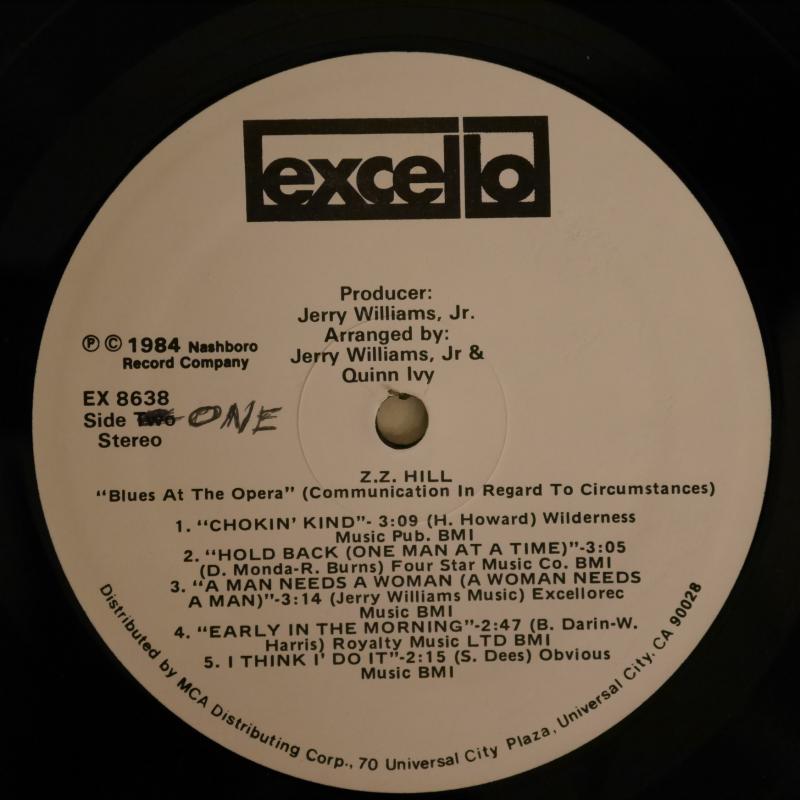 excello
Producer:
Jerry Williams, Jr.
Arranged by:
Jerry Williams, Jr &
Quinn Ivy
Ⓟ © 1984 Nashboro
Record Company
EX 8638
Side Two ONE
Stereo
Z.Z. HILL
“Blues At The Opera” (Communication In Regard To Circumstances)
1. “CHOKIN’ KIND”- 3:09 (H. Howard) Wilderness
Music Pub. BMI
2. “HOLD BACK (ONE MAN AT A TIME)”-3:05
(D. Monda-R. Burns) Four Star Music Co. BMI
3. “A MAN NEEDS A WOMAN (A WOMAN NEEDS
A MAN)”-3:14 (Jerry Williams Music) Excellorec
Music BMI
4. “EARLY IN THE MORNING”-2:47 (B. Darin-W.
Harris) Royalty Music LTD BMI
5. I THINK I’ DO IT”-2:15 (S. Dees) Obvious
Music BMI
Distributed by MCA Distributing Corp., 70 Universal City Plaza, Universal City, CA 90028